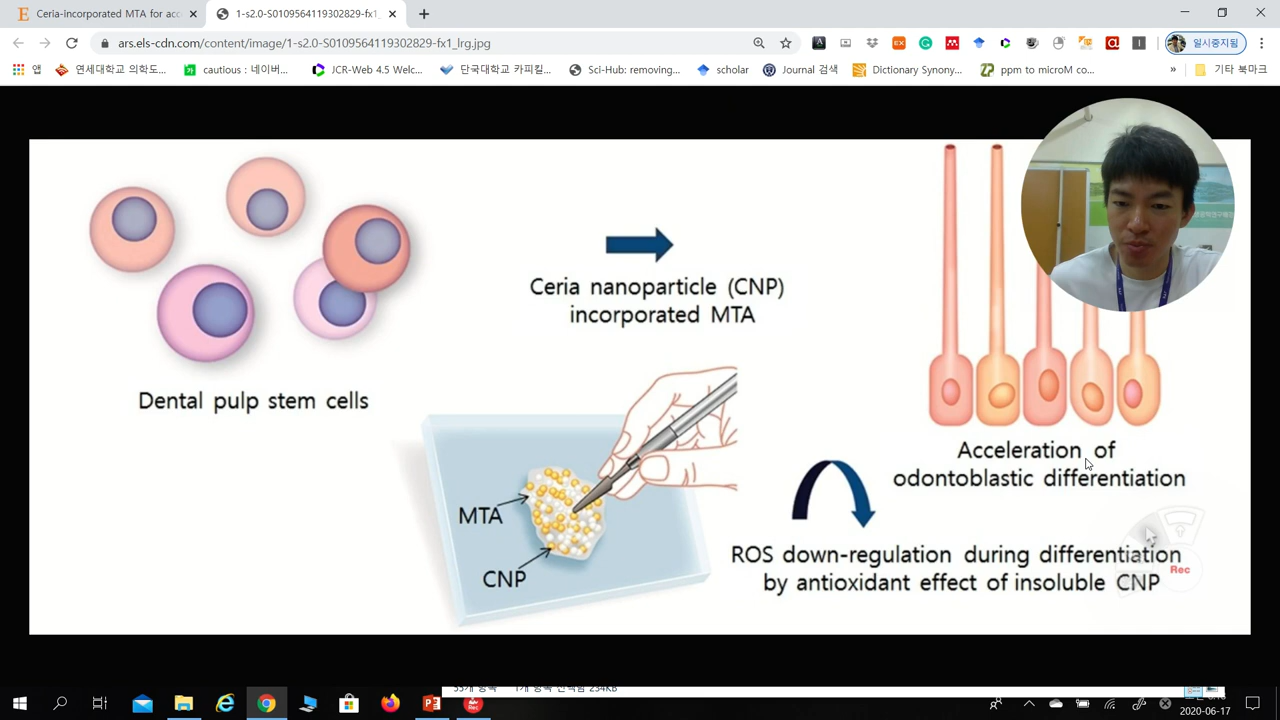 Ceria-incorporated MTA for acc
1-s2.0-S0109564119302829-fx1_
ars.els-cdn.com/content/image/1-s2.0-S0109564119302829-fx1_lrg.jpg
일시중지됨
앱
연세대학교 의학도...
cautious : 네이버...
JCR-Web 4.5 Welc...
단국대학교 카피킬...
Sci-Hub: removing...
scholar
Journal 검색
Dictionary Synony...
ppm to microM co...
»
기타 북마크
Ceria nanoparticle (CNP)
incorporated MTA
Dental pulp stem cells
Acceleration of
odontoblastic differentiation
MTA
CNP
ROS down-regulation during differentiation
by antioxidant effect of insoluble CNP
Rec
2020-06-17